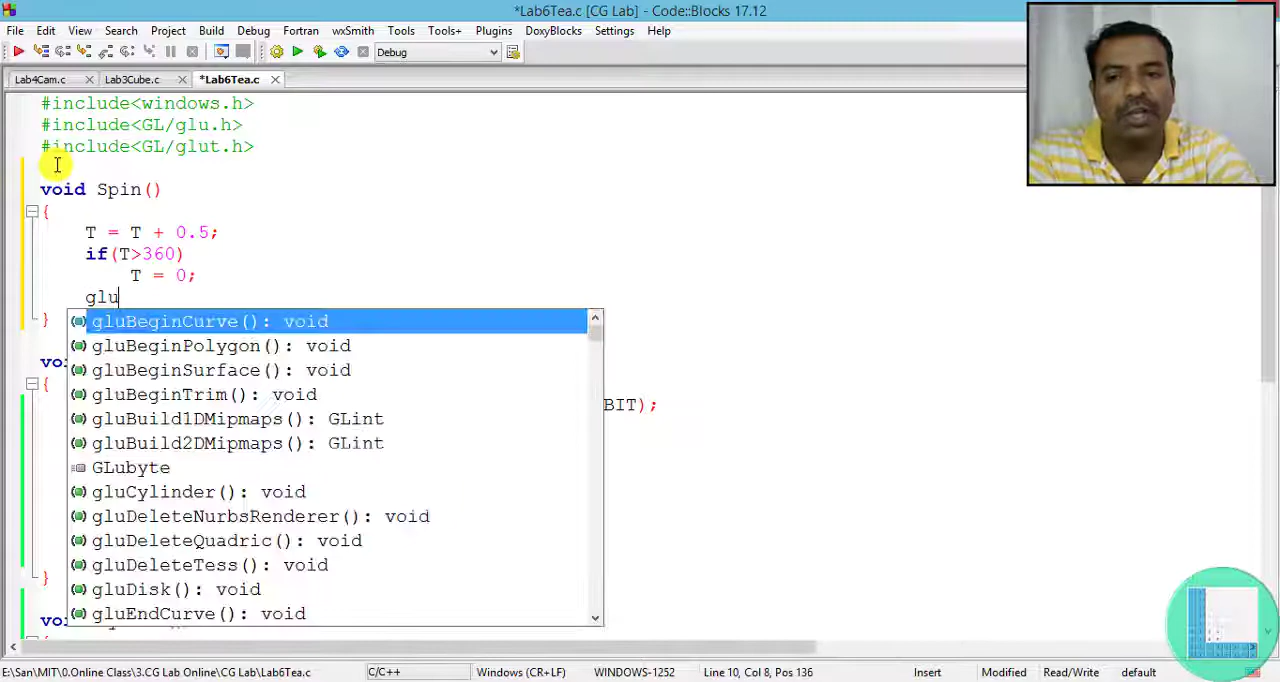 *Lab6Tea.c [CG Lab] - Code::Blocks 17.12
File Edit View Search Project Build Debug Fortran wxSmith Tools Tools+ Plugins DoxyBlocks Settings Help
Debug
Lab4Cam.c Lab3Cube.c *Lab6Tea.c
#include<windows.h>
#include<GL/glu.h>
#include<GL/glut.h>
void Spin()
{
T = T + 0.5;
if(T>360)
T = 0;
glu
}
gluBeginCurve(): void
gluBeginPolygon(): void
gluBeginSurface(): void
{
gluBeginTrim(): void
BIT);
gluBuild1DMipmaps(): GLint
gluBuild2DMipmaps(): GLint
GLubyte
gluCylinder(): void
gluDeleteNurbsRenderer(): void
gluDeleteQuadric(): void
gluDeleteTess(): void
}
gluDisk(): void
gluEndCurve(): void
E:\San\MIT\0.Online Class\3.CG Lab Online\CG Lab\Lab6Tea.c C/C++ Windows (CR+LF) WINDOWS-1252 Line 10, Col 8, Pos 136 Insert Modified Read/Write default